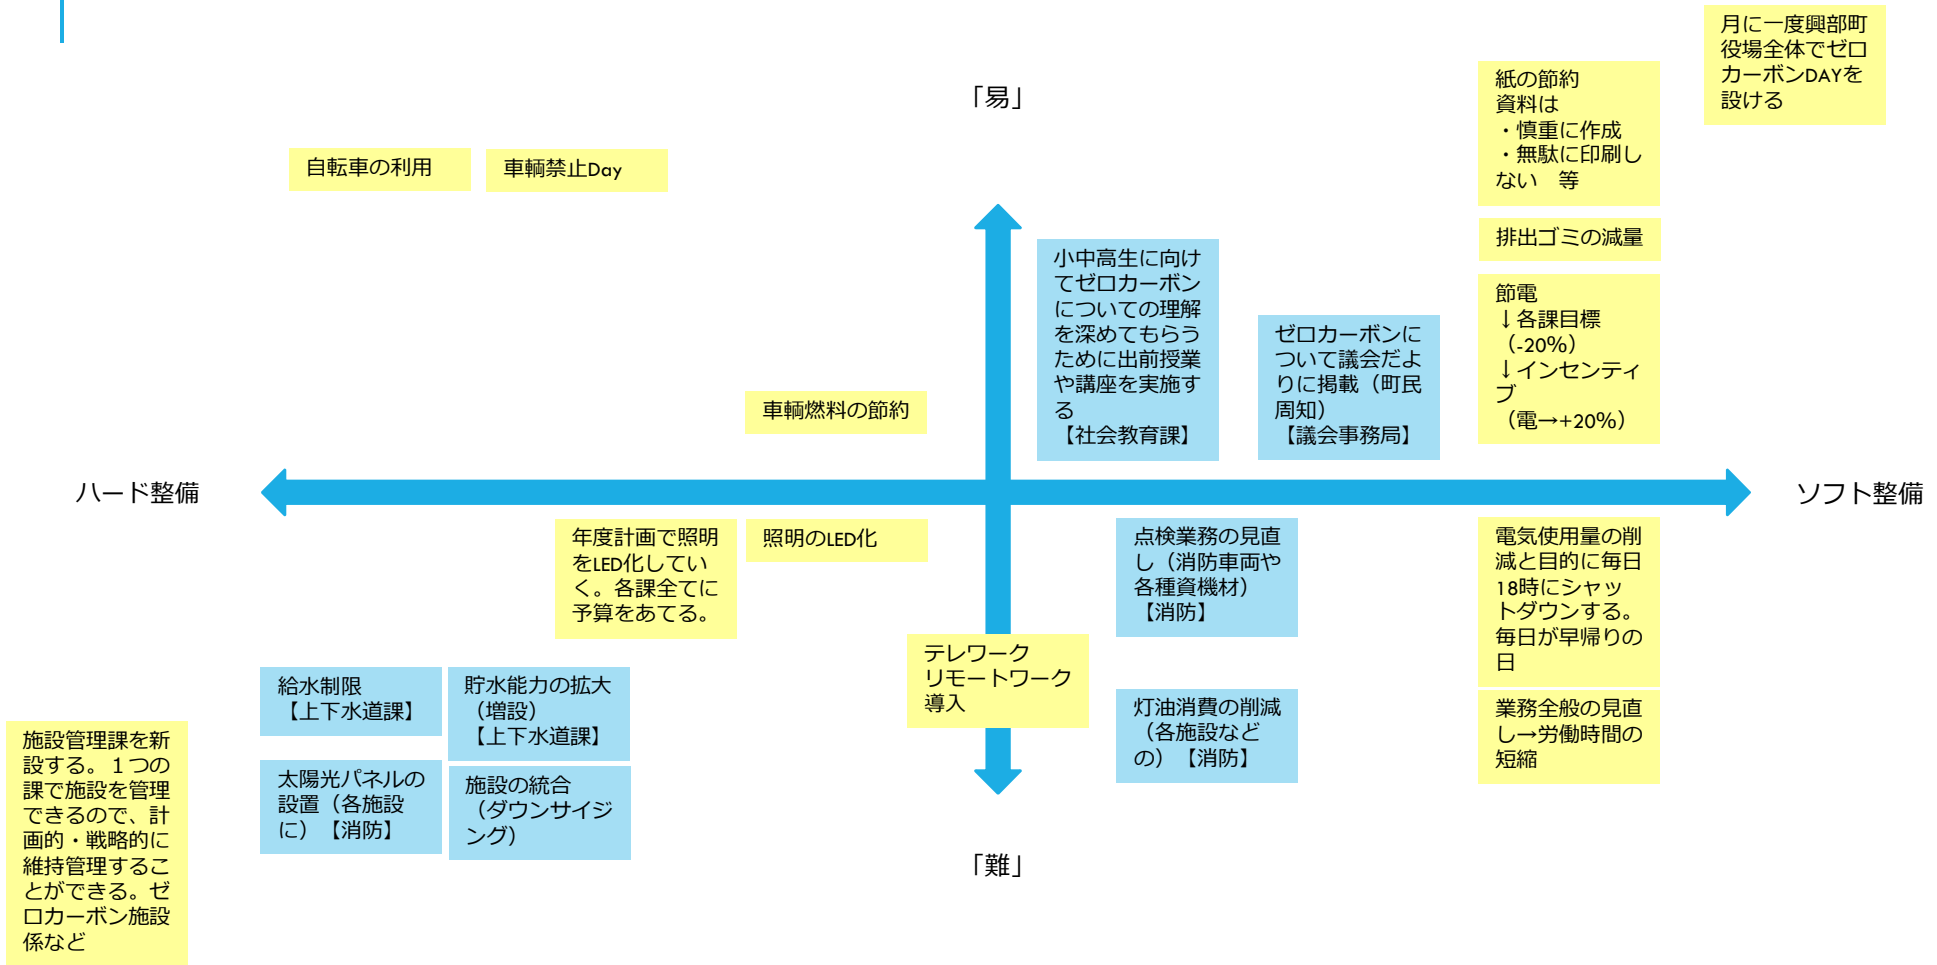 月に一度興部町
役場全体でゼロ
カーボンDAYを
設ける
「易」
紙の節約
資料は
・慎重に作成
・無駄に印刷し
ない　等
自転車の利用
車輌禁止Day
排出ゴミの減量
小中高生に向け
てゼロカーボン
についての理解
を深めてもらう
ために出前授業
や講座を実施す
る
【社会教育課】
ゼロカーボンに
ついて議会だよ
りに掲載（町民
周知）
【議会事務局】
節電
↓各課目標
（-20%）
↓インセンティ
ブ
（電→+20%）
車輌燃料の節約
ハード整備
ソフト整備
年度計画で照明
をLED化してい
く。各課全てに
予算をあてる。
照明のLED化
点検業務の見直
し（消防車両や
各種資機材）
【消防】
電気使用量の削
減と目的に毎日
18時にシャッ
トダウンする。
毎日が早帰りの
日
テレワーク
リモートワーク
導入
給水制限
【上下水道課】
貯水能力の拡大
（増設）
【上下水道課】
灯油消費の削減
（各施設など
の）【消防】
業務全般の見直
し→労働時間の
短縮
施設管理課を新
設する。１つの
課で施設を管理
できるので、計
画的・戦略的に
維持管理するこ
とができる。ゼ
ロカーボン施設
係など
太陽光パネルの
設置（各施設
に）【消防】
施設の統合
（ダウンサイジ
ング）
「難」